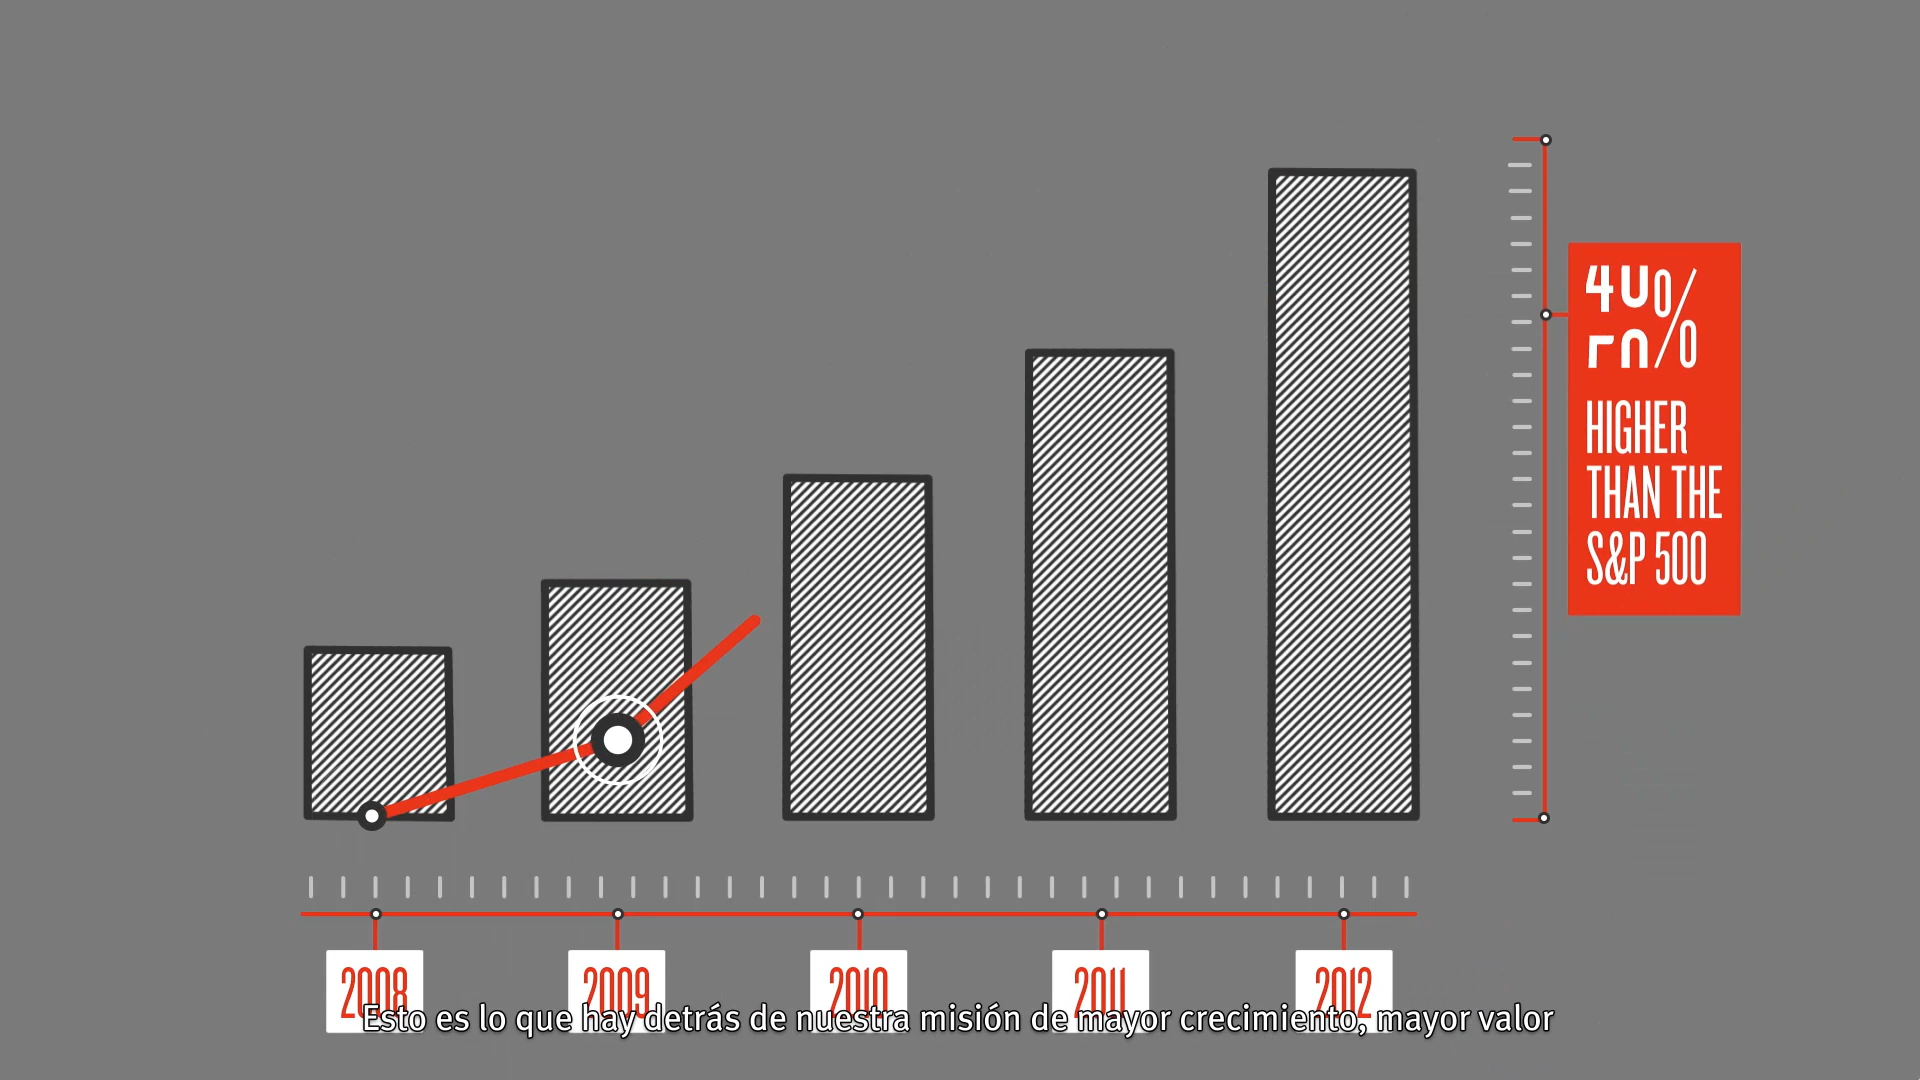 HIGHER
THAN THE
S&P 500
2008
2009
2010
2011
2012
Esto es lo que hay detrás de nuestra misión de mayor crecimiento, mayor valor